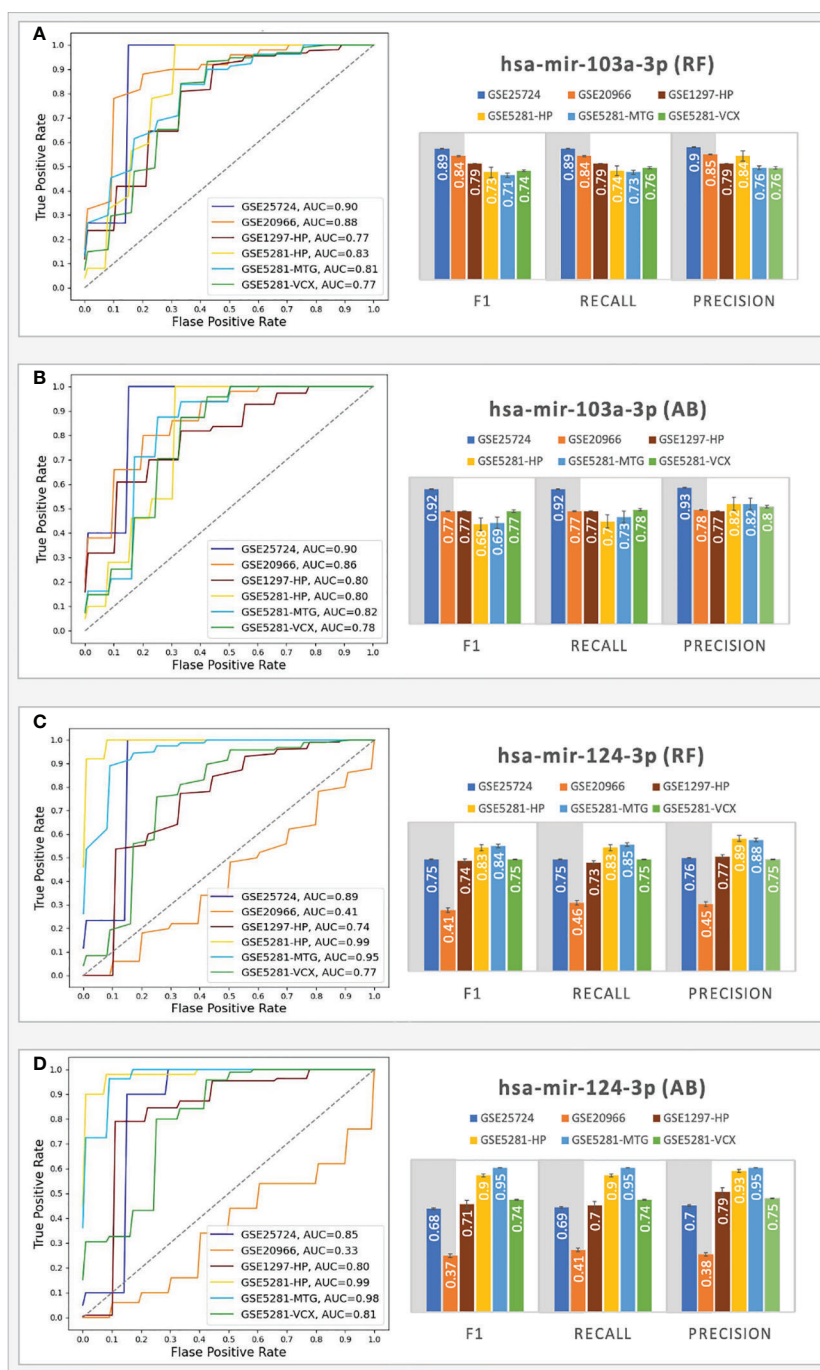 A
1.0
0.9
0.8
0.7
0.6
0.5
0.4
0.3
0.2
0.1
0.0
True Positive Rate
GSE25724, AUC=0.90
GSE20966, AUC=0.88
GSE1297-HP, AUC=0.77
GSE5281-HP, AUC=0.83
GSE5281-MTG, AUC=0.81
GSE5281-VCX, AUC=0.77
0.0 0.1 0.2 0.3 0.4 0.5 0.6 0.7 0.8 0.9 1.0
Flase Positive Rate
hsa-mir-103a-3p (RF)
GSE25724 GSE20966 GSE1297-HP
GSE5281-HP GSE5281-MTG GSE5281-VCX
0.89 0.84 0.79 0.73 0.71 0.74
0.89 0.84 0.79 0.74 0.73 0.76
0.9 0.85 0.79 0.84 0.76 0.76
F1 RECALL PRECISION
B
1.0
0.9
0.8
0.7
0.6
0.5
0.4
0.3
0.2
0.1
0.0
True Positive Rate
GSE25724, AUC=0.90
GSE20966, AUC=0.86
GSE1297-HP, AUC=0.80
GSE5281-HP, AUC=0.80
GSE5281-MTG, AUC=0.82
GSE5281-VCX, AUC=0.78
0.0 0.1 0.2 0.3 0.4 0.5 0.6 0.7 0.8 0.9 1.0
Flase Positive Rate
hsa-mir-103a-3p (AB)
GSE25724 GSE20966 GSE1297-HP
GSE5281-HP GSE5281-MTG GSE5281-VCX
0.92 0.77 0.77 0.68 0.69 0.77
0.92 0.77 0.77 0.7 0.73 0.78
0.93 0.78 0.77 0.82 0.82 0.8
F1 RECALL PRECISION
C
1.0
0.9
0.8
0.7
0.6
0.5
0.4
0.3
0.2
0.1
0.0
True Positive Rate
GSE25724, AUC=0.89
GSE20966, AUC=0.41
GSE1297-HP, AUC=0.74
GSE5281-HP, AUC=0.99
GSE5281-MTG, AUC=0.95
GSE5281-VCX, AUC=0.77
0.0 0.1 0.2 0.3 0.4 0.5 0.6 0.7 0.8 0.9 1.0
Flase Positive Rate
hsa-mir-124-3p (RF)
GSE25724 GSE20966 GSE1297-HP
GSE5281-HP GSE5281-MTG GSE5281-VCX
0.75 0.41 0.74 0.83 0.84 0.75
0.75 0.46 0.73 0.83 0.85 0.75
0.76 0.45 0.77 0.89 0.88 0.75
F1 RECALL PRECISION
D
1.0
0.9
0.8
0.7
0.6
0.5
0.4
0.3
0.2
0.1
0.0
True Positive Rate
GSE25724, AUC=0.85
GSE20966, AUC=0.33
GSE1297-HP, AUC=0.80
GSE5281-HP, AUC=0.99
GSE5281-MTG, AUC=0.98
GSE5281-VCX, AUC=0.81
0.0 0.1 0.2 0.3 0.4 0.5 0.6 0.7 0.8 0.9 1.0
Flase Positive Rate
hsa-mir-124-3p (AB)
GSE25724 GSE20966 GSE1297-HP
GSE5281-HP GSE5281-MTG GSE5281-VCX
0.68 0.37 0.71 0.9 0.95 0.74
0.69 0.41 0.7 0.9 0.95 0.74
0.7 0.38 0.79 0.93 0.95 0.75
F1 RECALL PRECISION